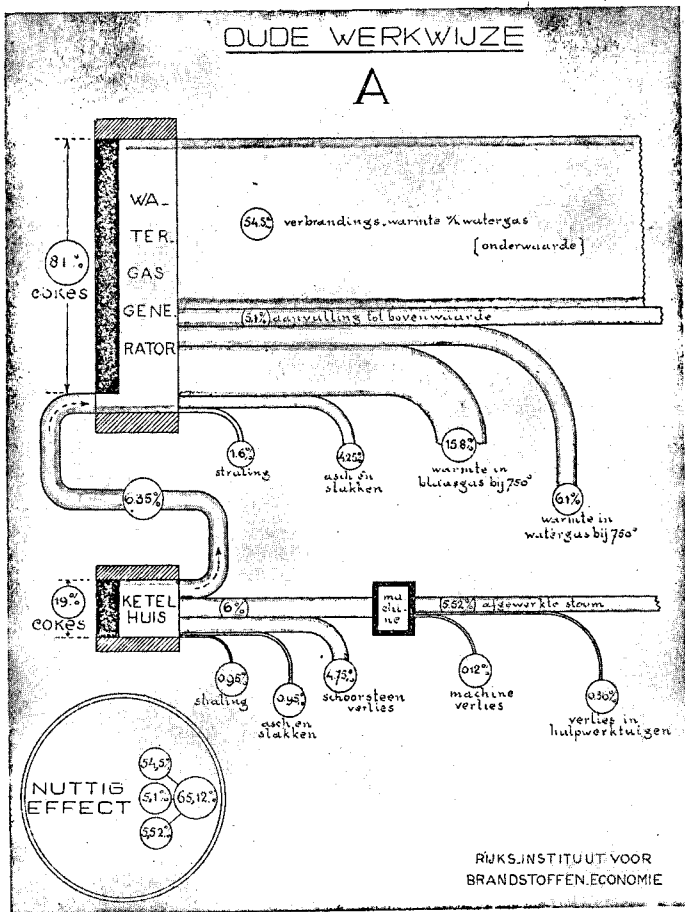 OUDE WERKWIJZE
A
81%
COKES
WA-
TER-
GAS
GENE-
RATOR
54.5% verbrandings-warmte v/h watergas
[onderwaarde]
5.1% aanvulling tot bovenwaarde
1.6%
straling
4.25%
asch en
slakken
15.8%
warmte in
blaasgas bij 750°
6.1%
warmte in
watergas bij 750°
6.35%
19%
COKES
KETEL
HUIS
6%
ma
chi-
ne
5.52% afgewerkte stoom
0.95%
straling
0.95%
asch en
slakken
4.75%
schoorsteen
verlies
0.12%
machine
verlies
0.36%
verlies in
hulpwerktuigen
NUTTIG
EFFECT
54,5%
5,1%
5,52%
65,12%
RIJKS-INSTITUUT VOOR
BRANDSTOFFEN-ECONOMIE